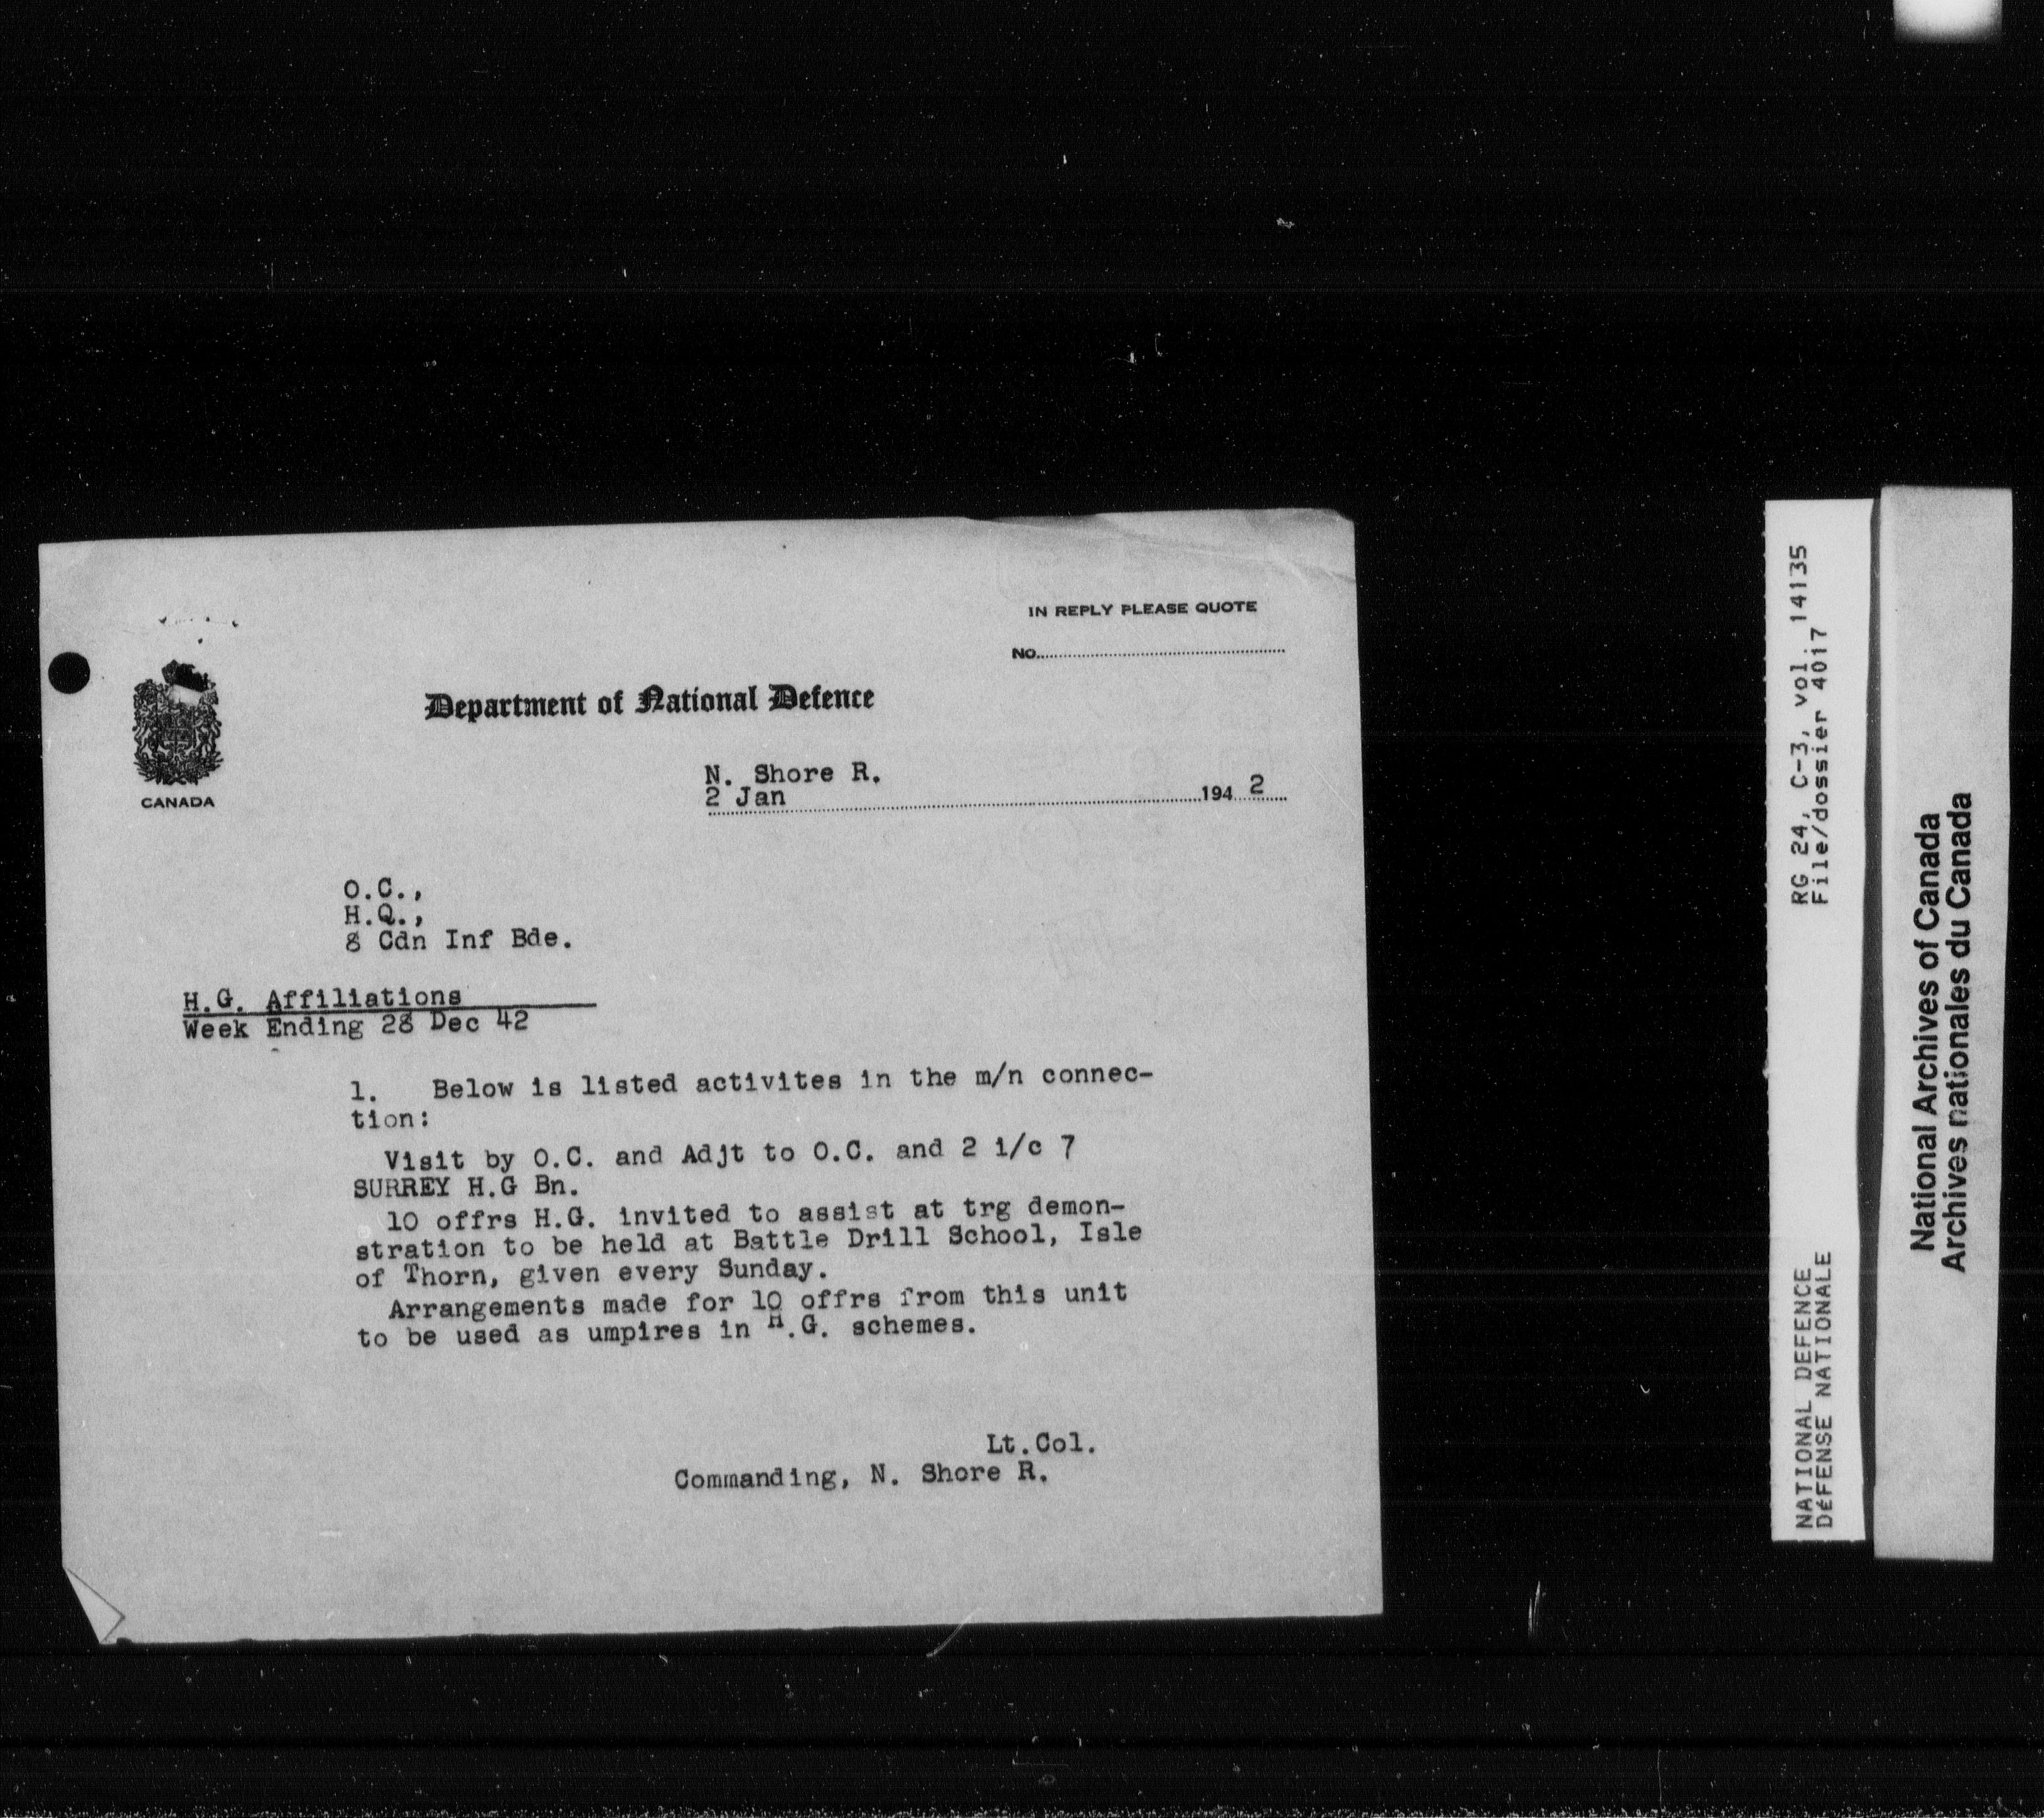 IN REPLY PLEASE QUOTE
No.
CANADA
Department of National Defence
N. Shore R.
2 Jan 194 2
O.C.,
H.Q.,
8 Cdn Inf Bde.
H.G. Affiliations
Week Ending 28 Dec 42
1. Below is listed activites in the m/n connec-
tion:
Visit by O.C. and Adjt to O.C. and 2 i/c 7
SURREY H.G Bn.
10 offrs H.G. invited to assist at trg demon-
stration to be held at Battle Drill School, Isle
of Thorn, given every Sunday.
Arrangements made for 10 offrs from this unit
to be used as umpires in H.G. schemes.
Lt.Col.
Commanding, N. Shore R.
NATIONAL DEFENCE RG 24, C-3, vol. 14135
DéFENSE NATIONALE File/dossier 4017
National Archives of Canada
Archives nationales du Canada